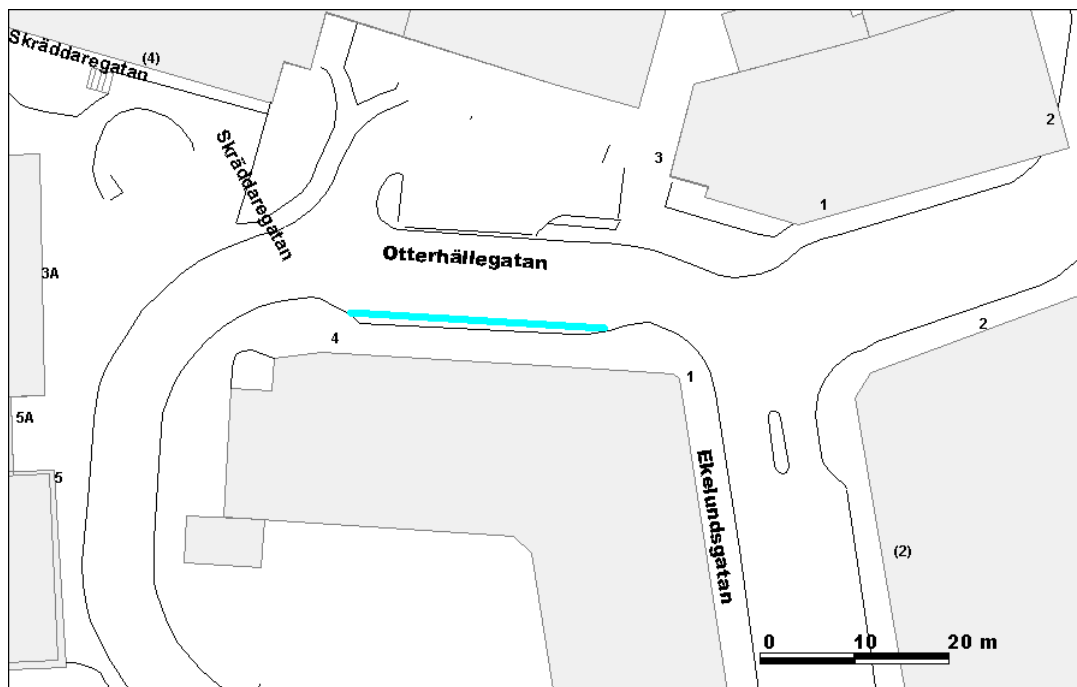 Skräddaregatan
(4)
2
Skräddaregatan
3
1
Otterhällegatan
3A
2
4
1
5A
5
Ekelundsgatan
(2)
0 10 20 m